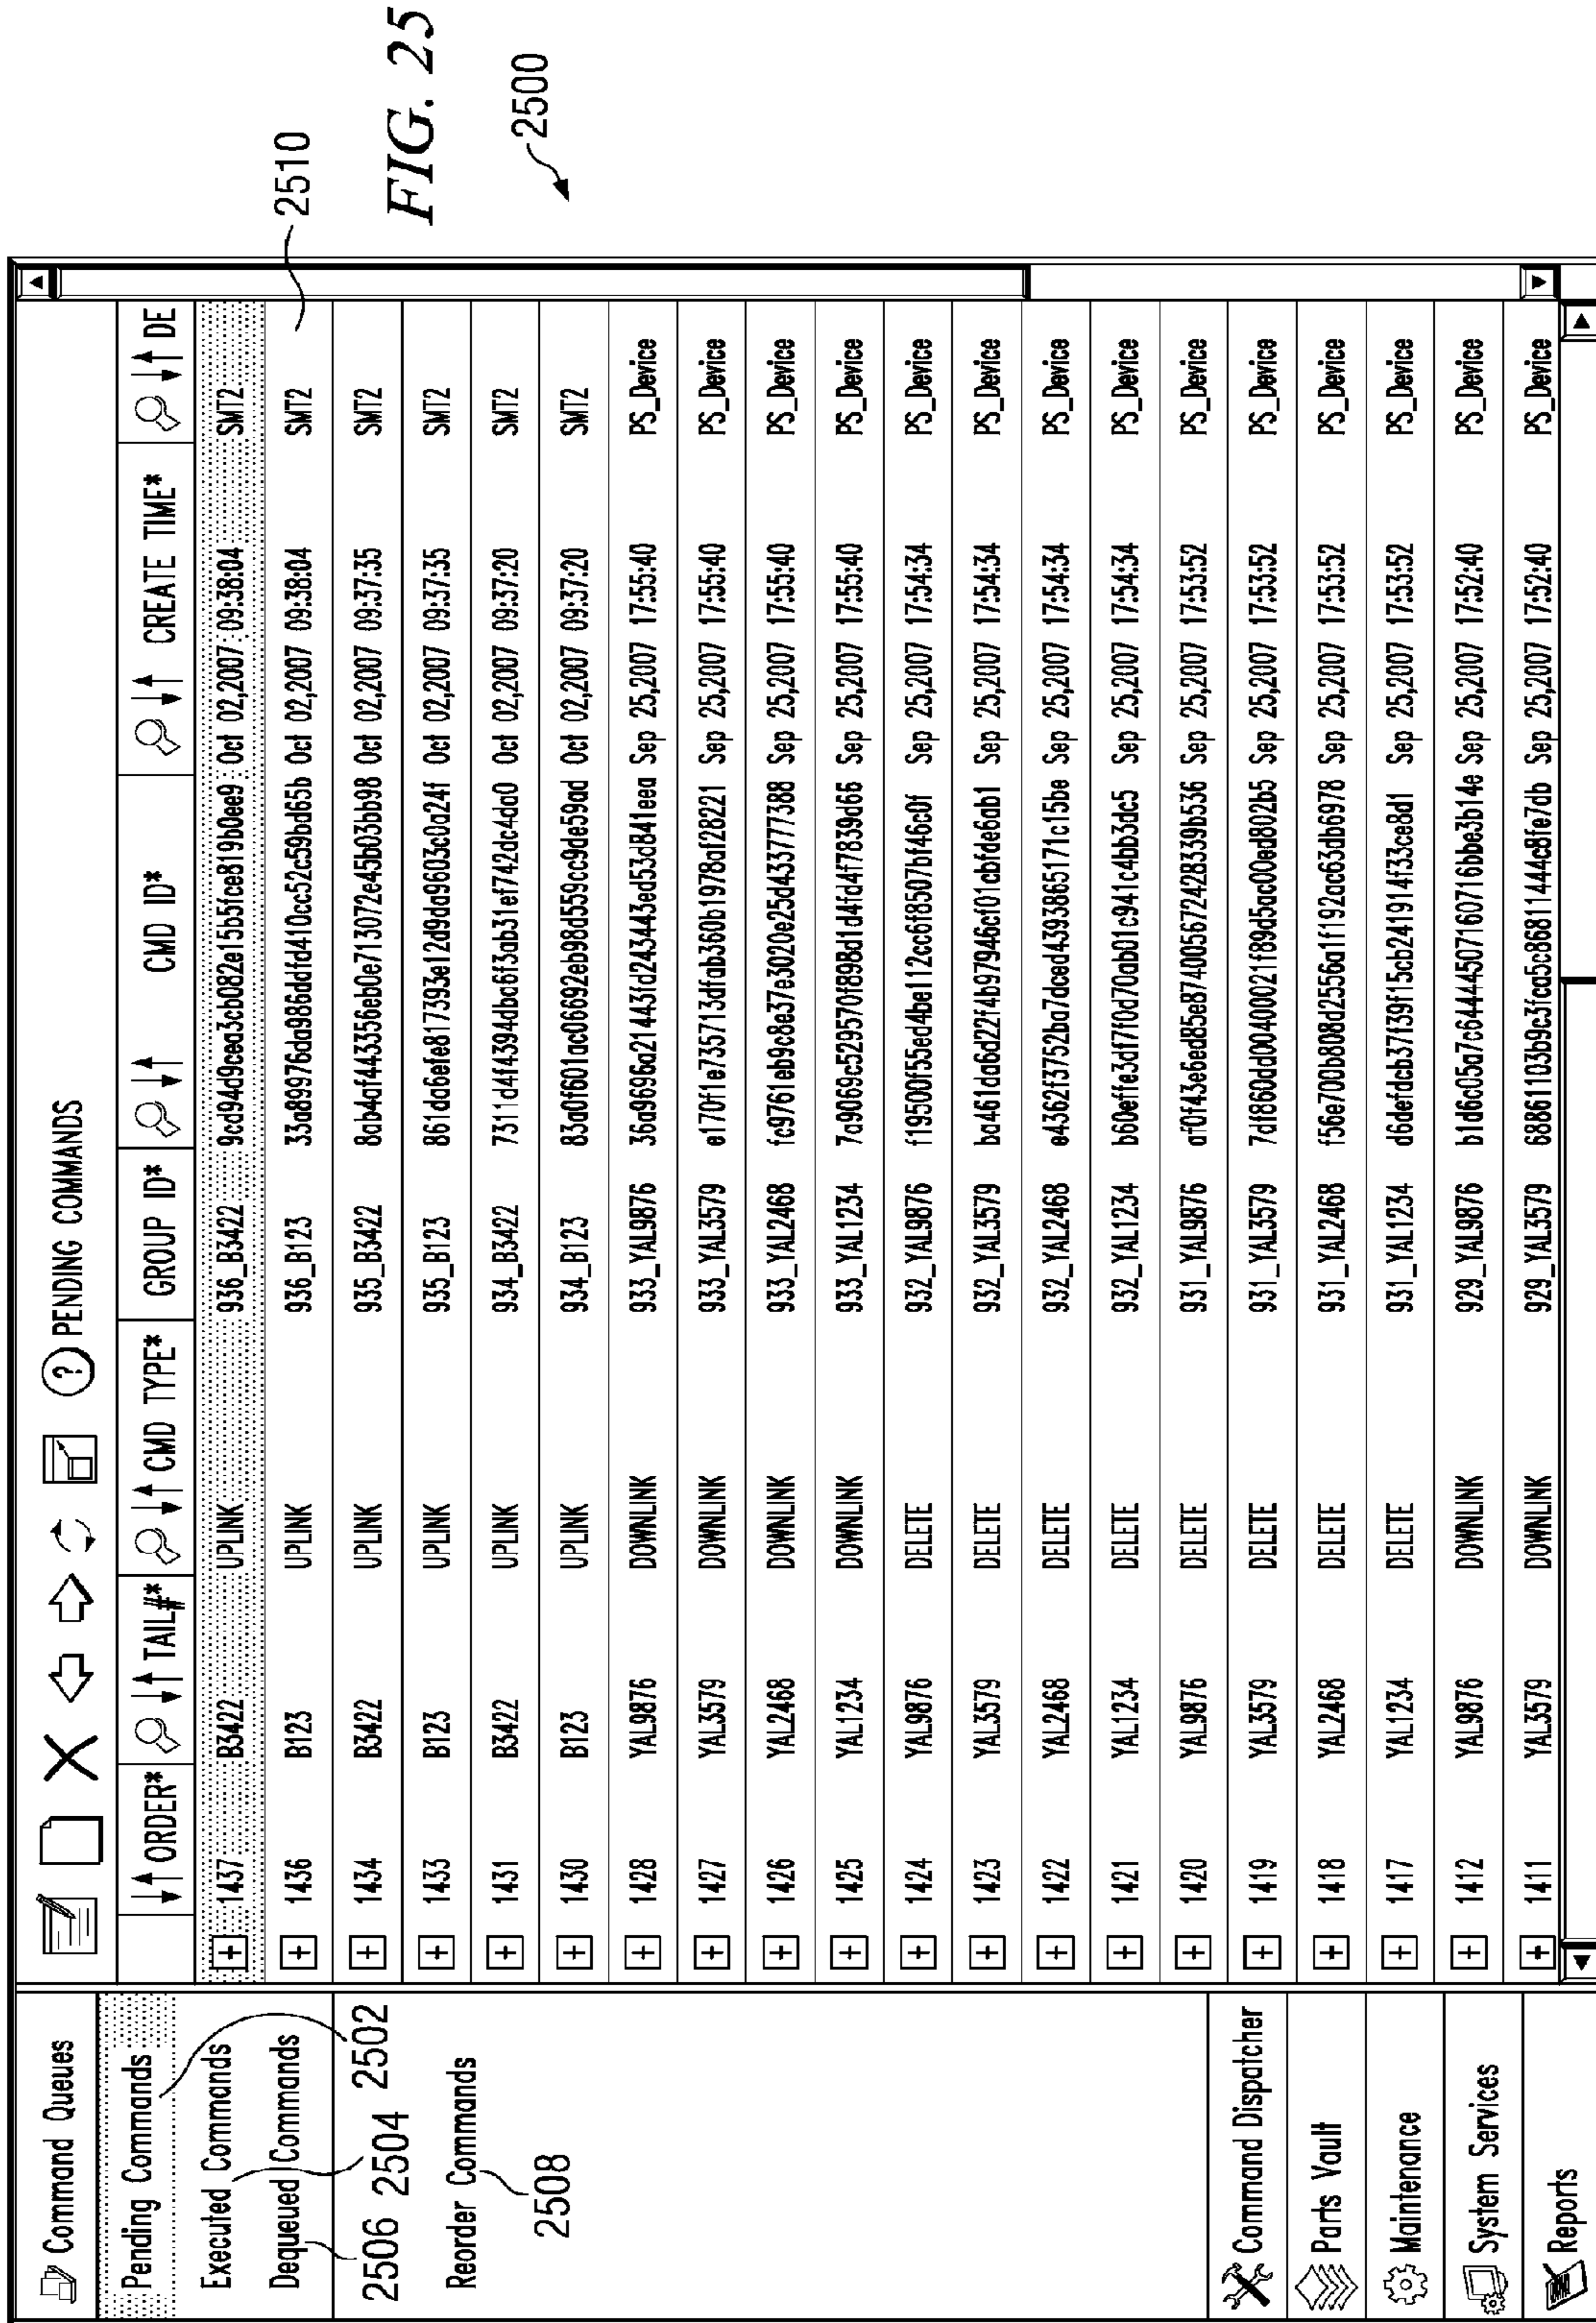 Command Queues
Pending Commands
Executed Commands
Dequeued Commands
2506 2504 2502
Reorder Commands
2508
Command Dispatcher
Parts Vault
Maintenance
System Services
Reports
? PENDING COMMANDS
ORDER* TAIL#* CMD TYPE* GROUP ID* CMD ID* CREATE TIME* DE
+ 1437 B3422 UPLINK 936_B3422 9cd94d9cea3cb082e15b5fce819b0ee9 Oct 02,2007 09:38:04 SMT2
+ 1436 B123 UPLINK 936_B123 33a89976da986ddfd410cc52c59bd65b Oct 02,2007 09:38:04 SMT2
+ 1434 B3422 UPLINK 935_B3422 8ab4af443356eb0e713072e45b03bb98 Oct 02,2007 09:37:35 SMT2
+ 1433 B123 UPLINK 935_B123 861da6efe817393e12d9da9603c0a24f Oct 02,2007 09:37:35 SMT2
+ 1431 B3422 UPLINK 934_B3422 7311d4f4394dbc6f3ab31ef742dc4da0 Oct 02,2007 09:37:20 SMT2
+ 1430 B123 UPLINK 934_B123 83a0f601ac06692eb98d559cc9de59ad Oct 02,2007 09:37:20 SMT2
+ 1428 YAL9876 DOWNLINK 933_YAL9876 36a9696a21443fd243443ed53d841eea Sep 25,2007 17:55:40 PS_Device
+ 1427 YAL3579 DOWNLINK 933_YAL3579 e170f1e735713dfab360b1978af28221 Sep 25,2007 17:55:40 PS_Device
+ 1426 YAL2468 DOWNLINK 933_YAL2468 fc9761eb9c8e37e3020e25d433777388 Sep 25,2007 17:55:40 PS_Device
+ 1425 YAL1234 DOWNLINK 933_YAL1234 7a9069c529570f898d1d4fd4f7839d66 Sep 25,2007 17:55:40 PS_Device
+ 1424 YAL9876 DELETE 932_YAL9876 f19500f55ed4be112cc6f8507bf46c0f Sep 25,2007 17:54:34 PS_Device
+ 1423 YAL3579 DELETE 932_YAL3579 ba461da6d22f4b97946cf01abfde6ab1 Sep 25,2007 17:54:34 PS_Device
+ 1422 YAL2468 DELETE 932_YAL2468 e4362f3752ba7dced4393865171c15be Sep 25,2007 17:54:34 PS_Device
+ 1421 YAL1234 DELETE 932_YAL1234 b60effe3df7f0d70ab01c941c4bb3dc5 Sep 25,2007 17:54:34 PS_Device
+ 1420 YAL9876 DELETE 931_YAL9876 af0f43e6ed85e874005672428339b536 Sep 25,2007 17:53:52 PS_Device
+ 1419 YAL3579 DELETE 931_YAL3579 7df860dd00400021f89d5ac00ed802b5 Sep 25,2007 17:53:52 PS_Device
+ 1418 YAL2468 DELETE 931_YAL2468 f56e700b808d2556a1f192ac63db6978 Sep 25,2007 17:53:52 PS_Device
+ 1417 YAL1234 DELETE 931_YAL1234 d6defdcb37f39f15cb241914f33ce8d1 Sep 25,2007 17:53:52 PS_Device
+ 1412 YAL9876 DOWNLINK 929_YAL9876 b1d6c05a7c6444450716071​6bbe3b14e Sep 25,2007 17:52:40 PS_Device
+ 1411 YAL3579 DOWNLINK 929_YAL3579 68861103b9c3fcd5c86811444c8fe7db Sep 25,2007 17:52:40 PS_Device
2510
FIG. 25
2500